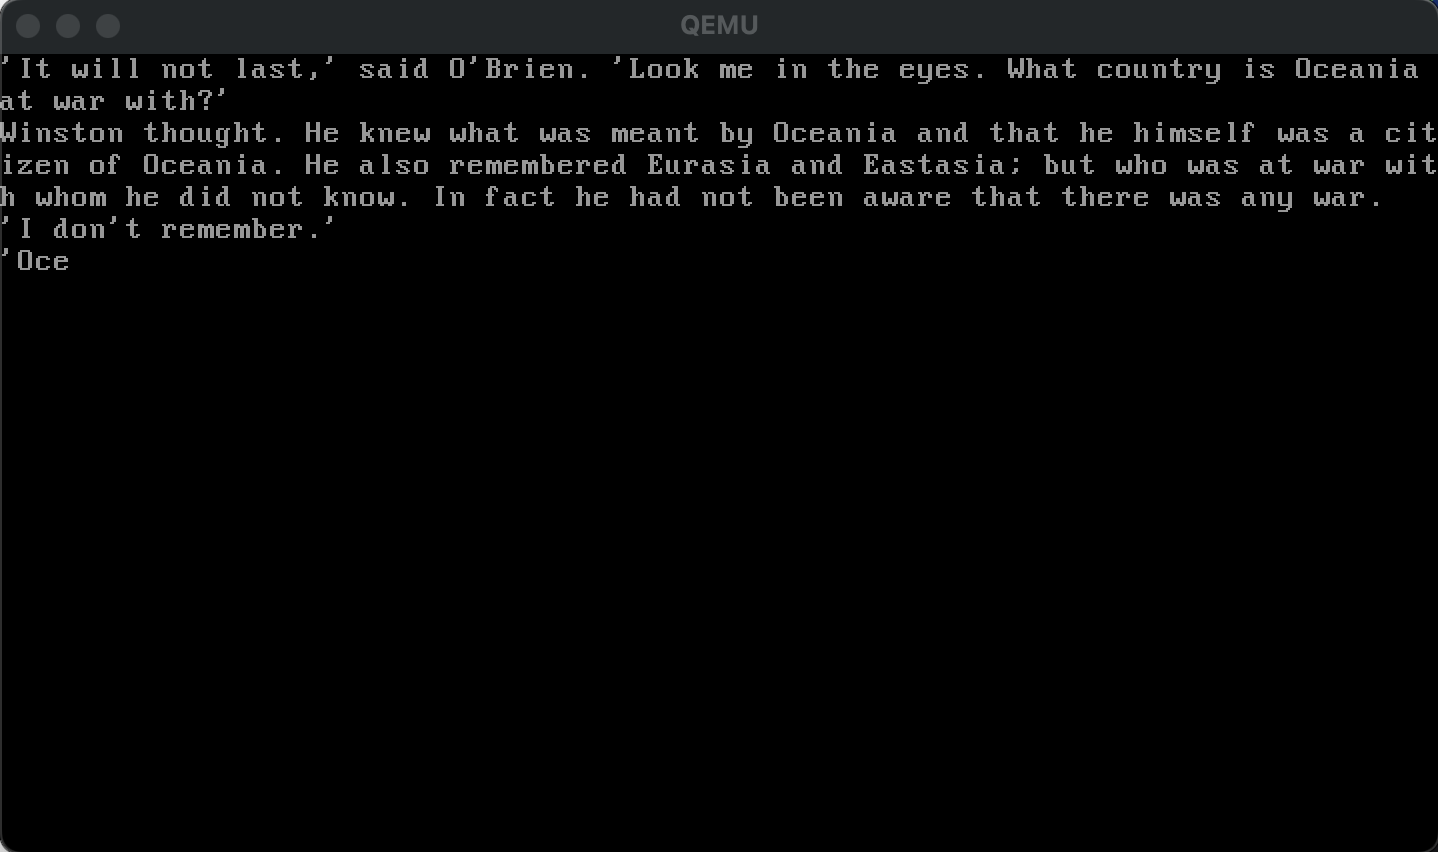 QEMU
'It will not last,' said O'Brien. 'Look me in the eyes. What country is Oceania
at war with?'
Winston thought. He knew what was meant by Oceania and that he himself was a cit
izen of Oceania. He also remembered Eurasia and Eastasia; but who was at war wit
h whom he did not know. In fact he had not been aware that there was any war.
'I don't remember.'
'Oce